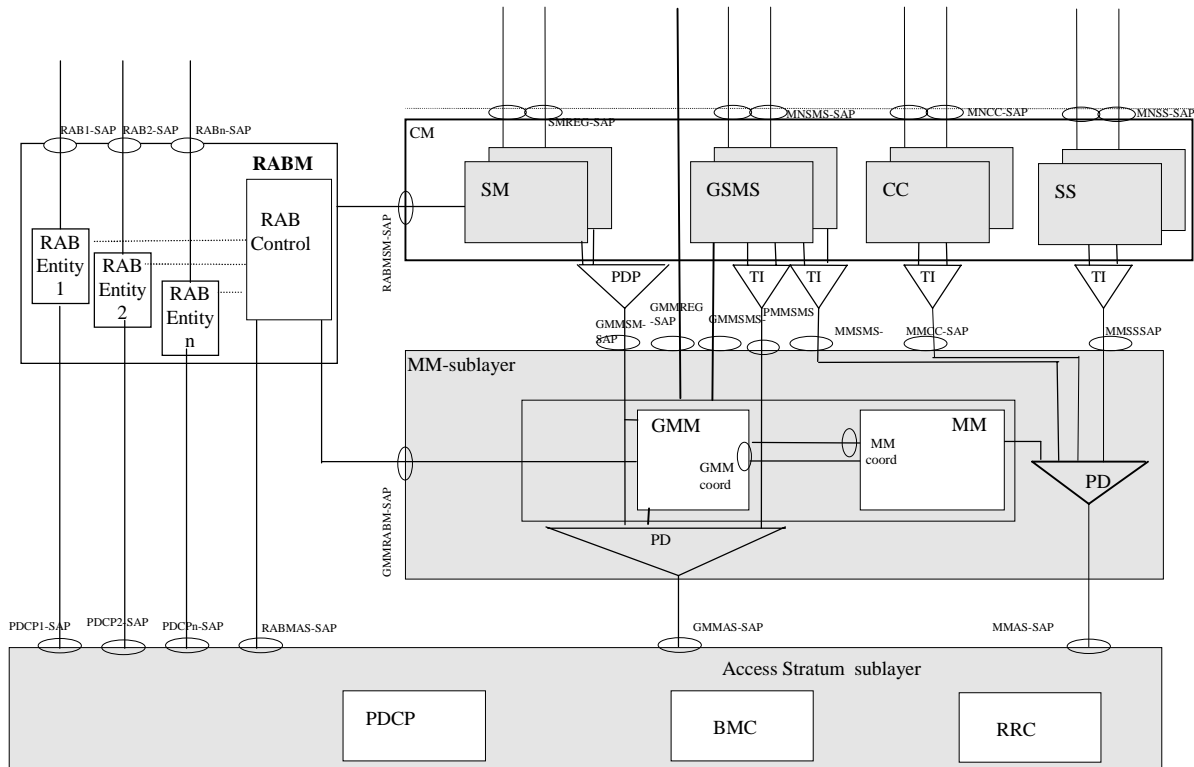 RAB1-SAP
RAB2-SAP
RABn-SAP
SMREG-SAP
MNSMS-SAP
MNCC-SAP
MNSS-SAP
CM
RABM
SM
GSMS
CC
SS
RAB
Control
RAB
Entity
1
RAB
Entity
2
RAB
Entity
n
RABMSM-SAP
PDP
TI
TI
TI
TI
GMMSM-
SAP
GMMREG
-SAP
GMMSMS-
PMMSMS
MMSMS-
MMCC-SAP
MMSSSAP
MM-sublayer
GMM
GMM
coord
MM
MM
coord
PD
PD
GMMRABM-SAP
PDCP1-SAP
PDCP2-SAP
PDCPn-SAP
RABMAS-SAP
GMMAS-SAP
MMAS-SAP
Access Stratum sublayer
PDCP
BMC
RRC